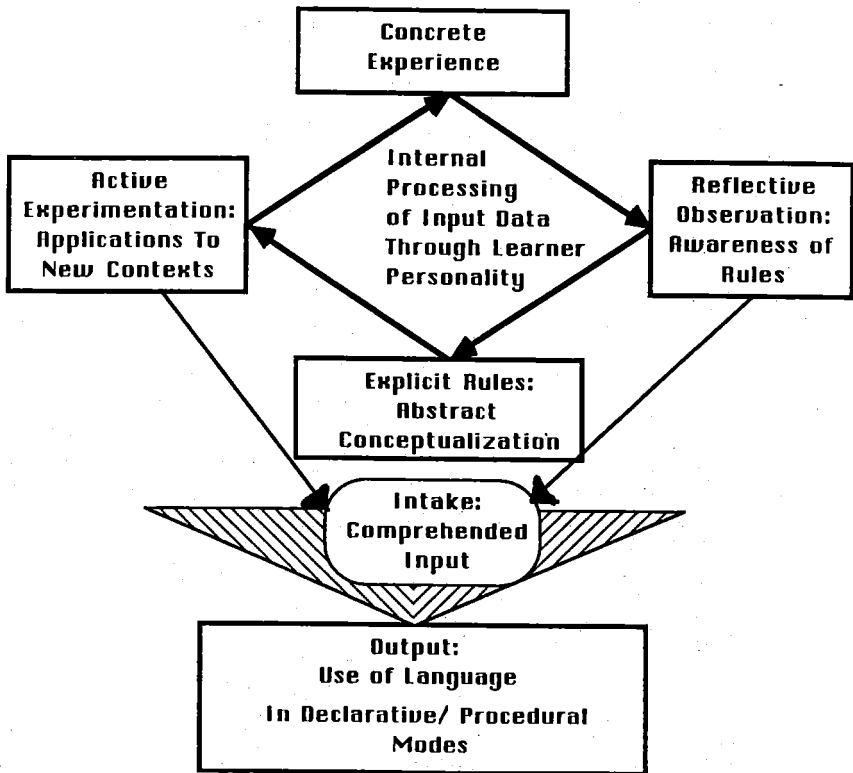 Concrete
Experience
Active
Experimentation:
Applications To
New Contexts
Internal
Processing
of Input Data
Through Learner
Personality
Reflective
Observation:
Awareness of
Rules
Explicit Rules:
Abstract
Conceptualization
Intake:
Comprehended
Input
Output:
Use of Language
In Declarative/ Procedural
Modes